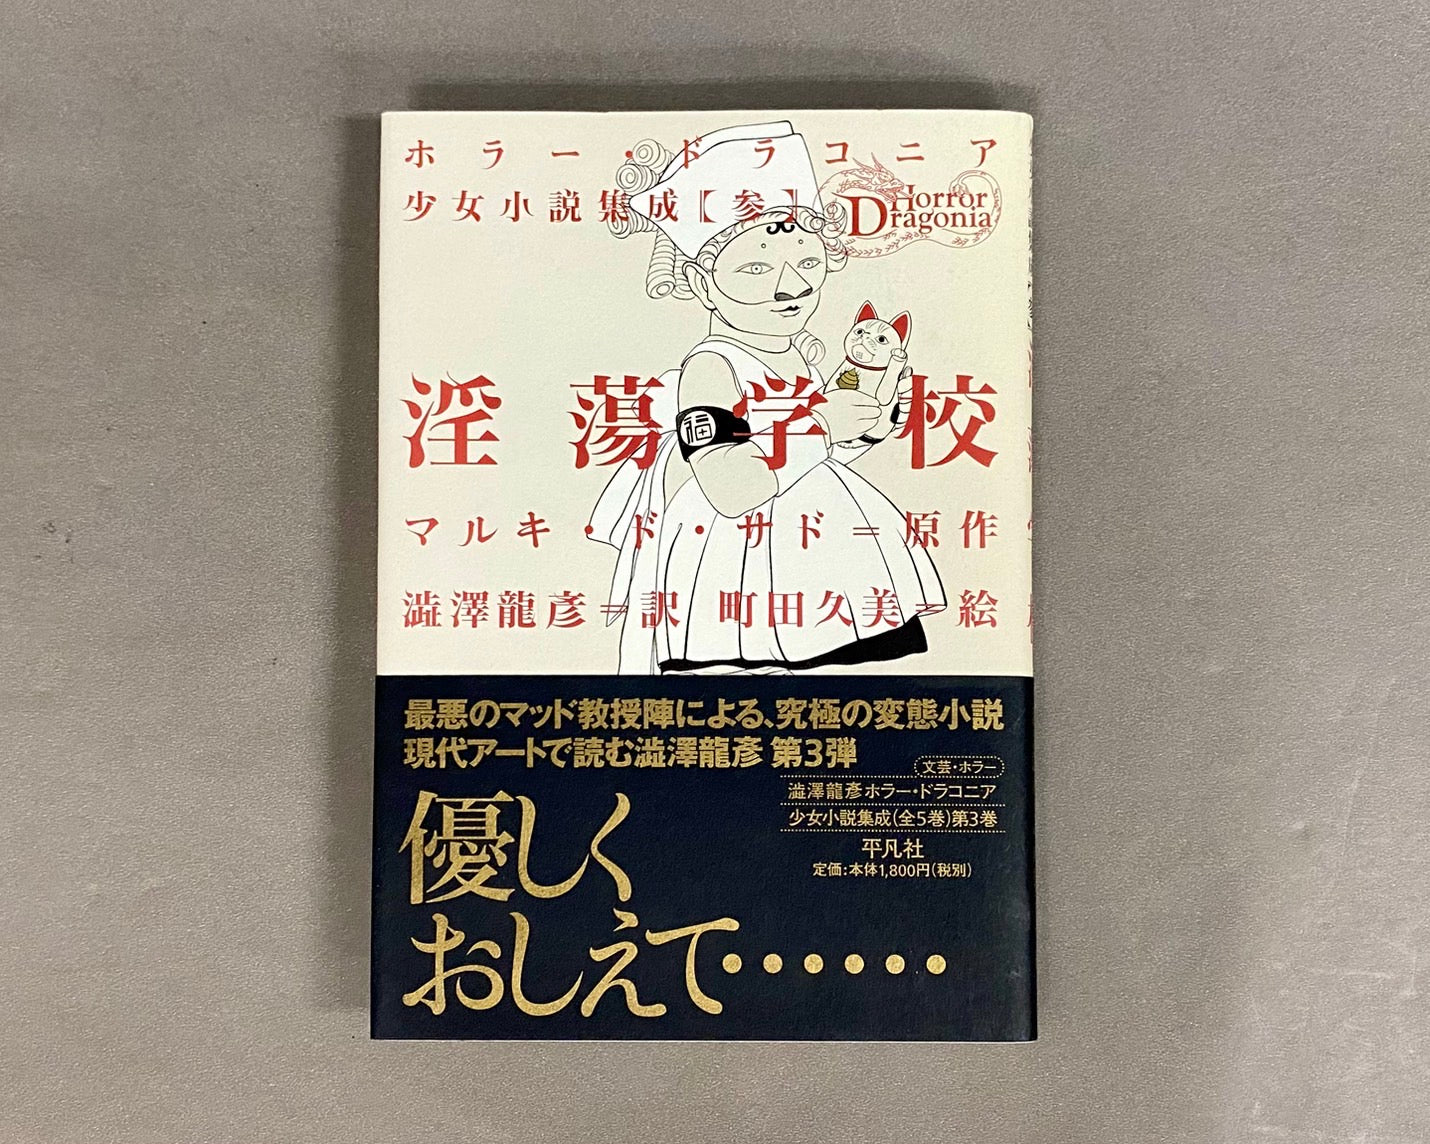 ホラー・ドラコニア
少女小説集成【参】
Horror
Dragonia
福
淫蕩学校
マルキ・ド・サド=原作
澁澤龍彥=訳 町田久美=絵
最悪のマッド教授陣による、究極の変態小説
現代アートで読む澁澤龍彥 第3弾
文芸・ホラー
澁澤龍彥ホラー・ドラコニア
少女小説集成(全5巻)第3巻
平凡社
定価:本体1,800円(税別)
優しく
おしえて……